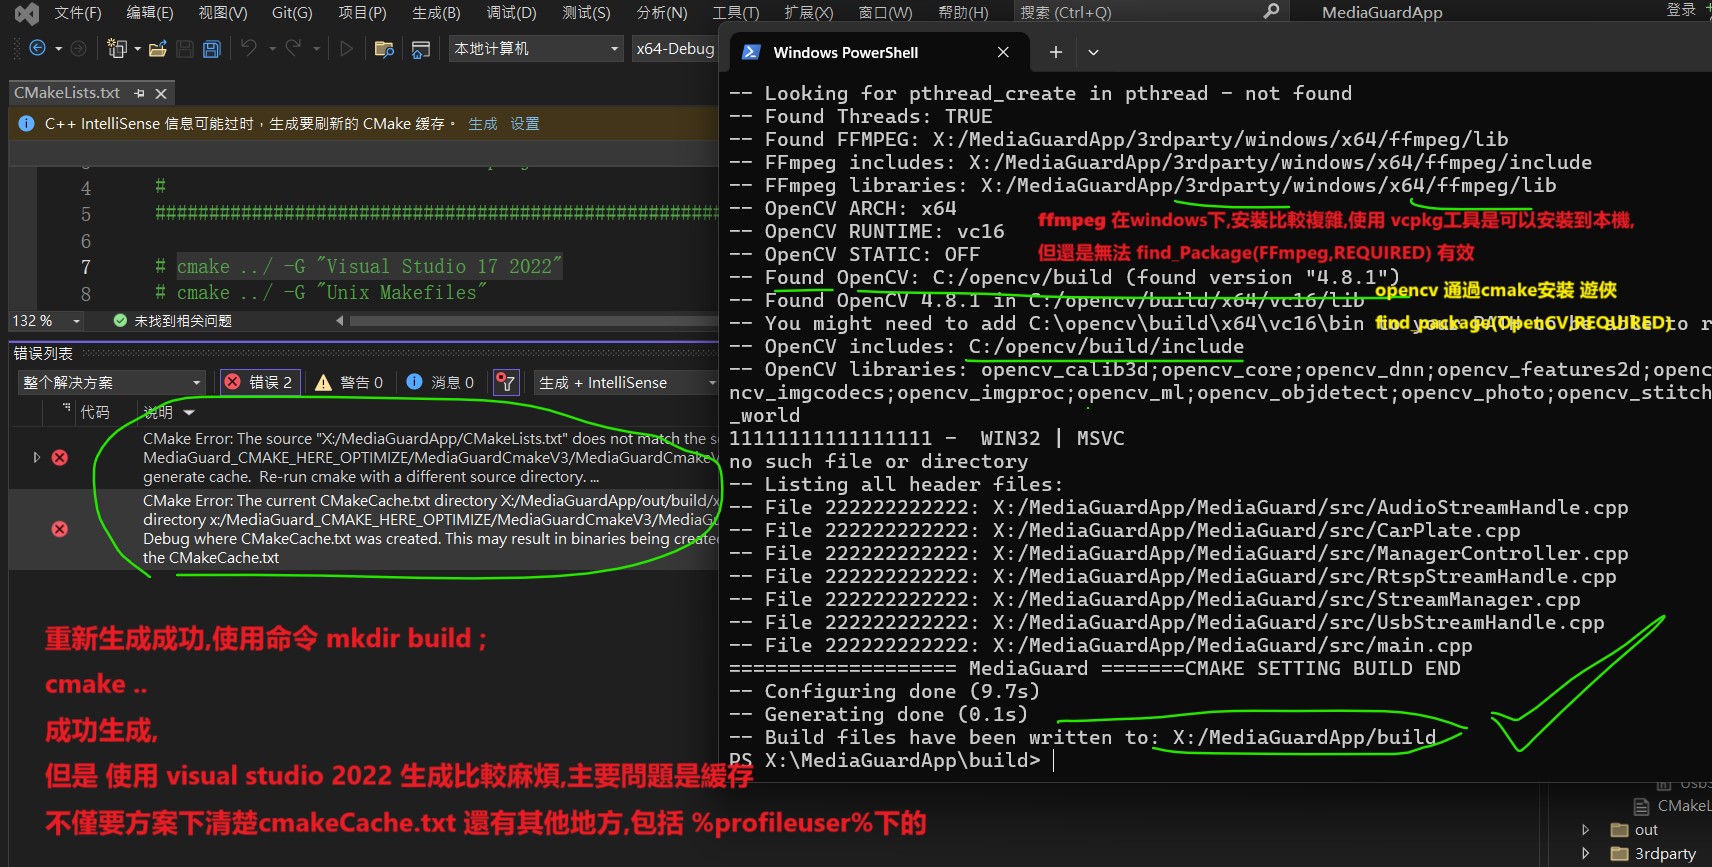 文件(F) 编辑(E) 视图(V) Git(G) 项目(P) 生成(B) 调试(D) 测试(S) 分析(N) 工具(T) 扩展(X) 窗口(W) 帮助(H) 搜索 (Ctrl+Q) MediaGuardApp 登录
本地计算机 x64-Debug
CMakeLists.txt
C++ IntelliSense 信息可能过时，生成要刷新的 CMake 缓存。 生成 设置
4 #
5 ####################################################
6
7 # cmake ../ -G "Visual Studio 17 2022"
8 # cmake ../ -G "Unix Makefiles"
132 % 未找到相关问题
错误列表
整个解决方案 错误 2 警告 0 消息 0 生成 + IntelliSense
代码 说明
CMake Error: The source "X:/MediaGuardApp/CMakeLists.txt" does not match the
MediaGuard_CMAKE_HERE_OPTIMIZE/MediaGuardCmakeV3/MediaGuardCmakeV
generate cache. Re-run cmake with a different source directory. ...
CMake Error: The current CMakeCache.txt directory X:/MediaGuardApp/out/build/x
directory x:/MediaGuard_CMAKE_HERE_OPTIMIZE/MediaGuardCmakeV3/MediaG
Debug where CMakeCache.txt was created. This may result in binaries being create
the CMakeCache.txt
重新生成成功,使用命令 mkdir build ;
cmake ..
成功生成,
但是 使用 visual studio 2022 生成比較麻煩,主要問題是緩存
不僅要方案下清楚cmakeCache.txt 還有其他地方,包括 %profileuser%下的
Windows PowerShell
-- Looking for pthread_create in pthread - not found
-- Found Threads: TRUE
-- Found FFMPEG: X:/MediaGuardApp/3rdparty/windows/x64/ffmpeg/lib
-- FFmpeg includes: X:/MediaGuardApp/3rdparty/windows/x64/ffmpeg/include
-- FFmpeg libraries: X:/MediaGuardApp/3rdparty/windows/x64/ffmpeg/lib
-- OpenCV ARCH: x64
ffmpeg 在windows下,安裝比較複雜,使用 vcpkg工具是可以安裝到本機,
-- OpenCV RUNTIME: vc16
-- OpenCV STATIC: OFF
但還是無法 find_Package(FFmpeg,REQUIRED) 有效
-- Found OpenCV: C:/opencv/build (found version "4.8.1")
opencv 通過cmake安裝 遊俠
-- Found OpenCV 4.8.1 in C:/opencv/build/x64/vc16/lib
-- You might need to add C:\opencv\build\x64\vc16\bin to your PATH to be able to r
find package(OpenCV,REQUIRED)
-- OpenCV includes: C:/opencv/build/include
-- OpenCV libraries: opencv_calib3d;opencv_core;opencv_dnn;opencv_features2d;openc
ncv_imgcodecs;opencv_imgproc;opencv_ml;opencv_objdetect;opencv_photo;opencv_stitch
_world
11111111111111111 - WIN32 | MSVC
no such file or directory
-- Listing all header files:
-- File 222222222222: X:/MediaGuardApp/MediaGuard/src/AudioStreamHandle.cpp
-- File 222222222222: X:/MediaGuardApp/MediaGuard/src/CarPlate.cpp
-- File 222222222222: X:/MediaGuardApp/MediaGuard/src/ManagerController.cpp
-- File 222222222222: X:/MediaGuardApp/MediaGuard/src/RtspStreamHandle.cpp
-- File 222222222222: X:/MediaGuardApp/MediaGuard/src/StreamManager.cpp
-- File 222222222222: X:/MediaGuardApp/MediaGuard/src/UsbStreamHandle.cpp
-- File 222222222222: X:/MediaGuardApp/MediaGuard/src/main.cpp
=================== MediaGuard =======CMAKE SETTING BUILD END
-- Configuring done (9.7s)
-- Generating done (0.1s)
-- Build files have been written to: X:/MediaGuardApp/build
PS X:\MediaGuardApp\build>
CMakeL
out
3rdparty